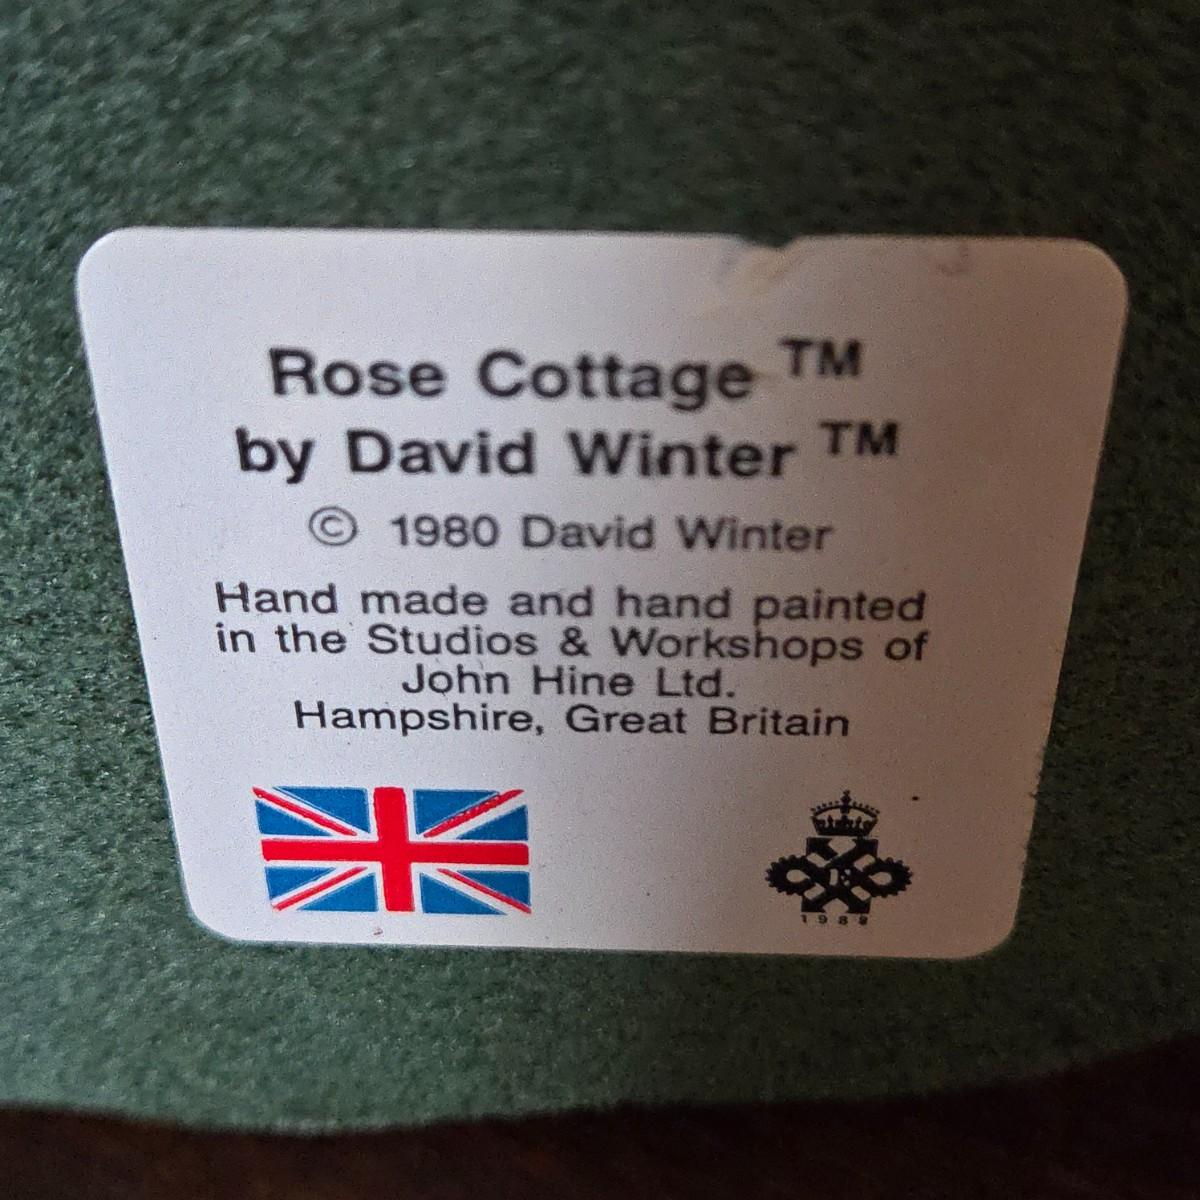 Rose Cottage ™
by David Winter ™
© 1980 David Winter
Hand made and hand painted
in the Studios & Workshops of
John Hine Ltd.
Hampshire, Great Britain